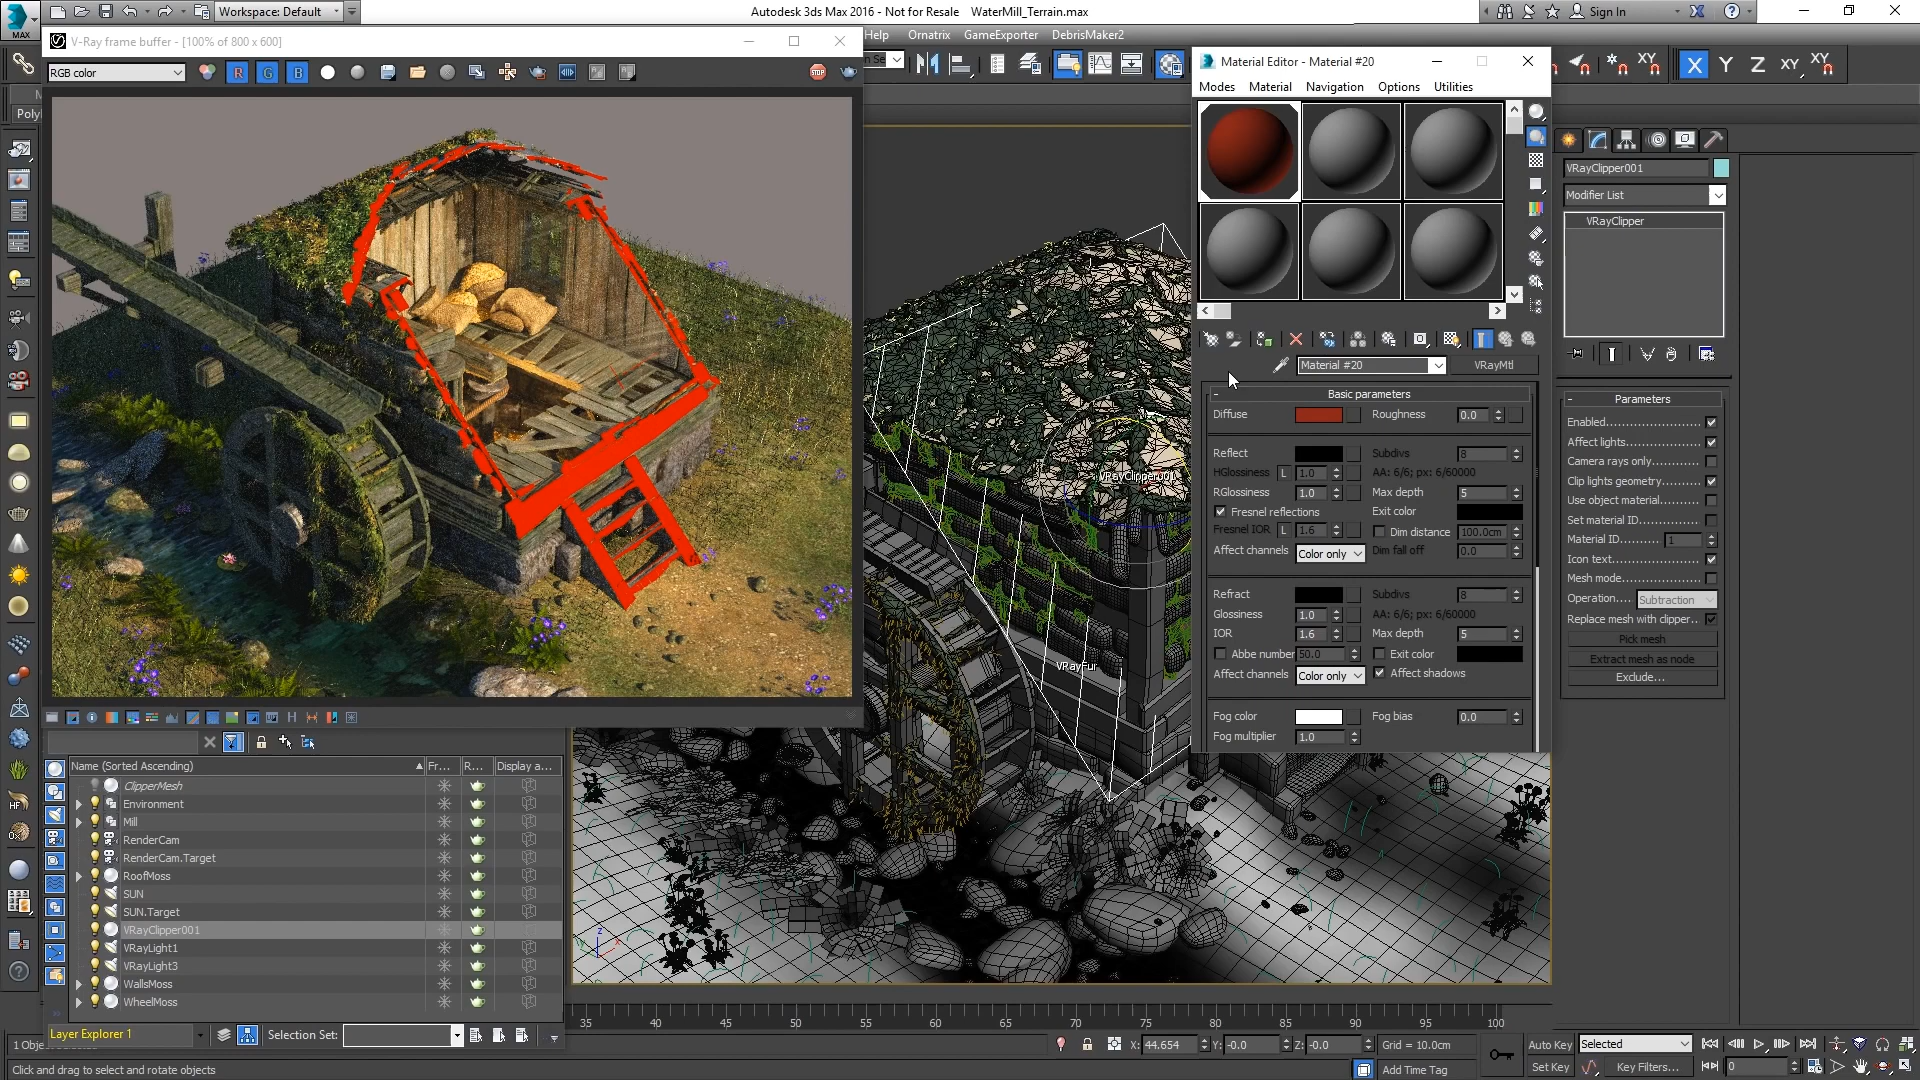 MAX
Workspace: Default
Autodesk 3ds Max 2016 - Not for Resale    WaterMill_Terrain.max
Sign In
V-Ray frame buffer - [100% of 800 x 600]
Help    Ornatrix    GameExporter    DebrisMaker2
RGB color
R    G    B
STOP
X    Y    Z    XY    XY
Poly
Material Editor - Material #20
Modes    Material    Navigation    Options    Utilities
VRayClipper001
Modifier List
VRayClipper
Material #20    VRayMtl
Basic parameters
Diffuse    Roughness    0.0
Reflect    Subdivs    8
HGlossiness    L    1.0    AA: 6/6; px: 6/60000
RGlossiness    1.0    Max depth    5
Fresnel reflections    Exit color
Fresnel IOR    L    1.6    Dim distance    100.0cm
Affect channels    Color only    Dim fall off    0.0
Refract    Subdivs    8
Glossiness    1.0    AA: 6/6; px: 6/60000
IOR    1.6    Max depth    5
Abbe number    50.0    Exit color
Affect channels    Color only    Affect shadows
Fog color    Fog bias    0.0
Fog multiplier    1.0
Parameters
Enabled
Affect lights
Camera rays only
Clip lights geometry
Use object material
Set material ID
Material ID    1
Icon text
Mesh mode
Operation    Subtraction
Replace mesh with clipper
Pick mesh
Extract mesh as node
Exclude...
VRayClipper001
VRayFur
Name (Sorted Ascending)    Fr...    R...    Display a...
ClipperMesh
Environment
Mill
RenderCam
RenderCam.Target
RoofMoss
SUN
SUN.Target
VRayClipper001
VRayLight1
VRayLight3
WallsMoss
WheelMoss
Layer Explorer 1    Selection Set:
35    40    45    50    55    60    65    70    75    80    85    90    95    100
X: 44.654    Y: -0.0    Z: -0.0    Grid = 10.0cm    Auto Key    Selected
Click and drag to select and rotate objects    Add Time Tag    Set Key    Key Filters...    0